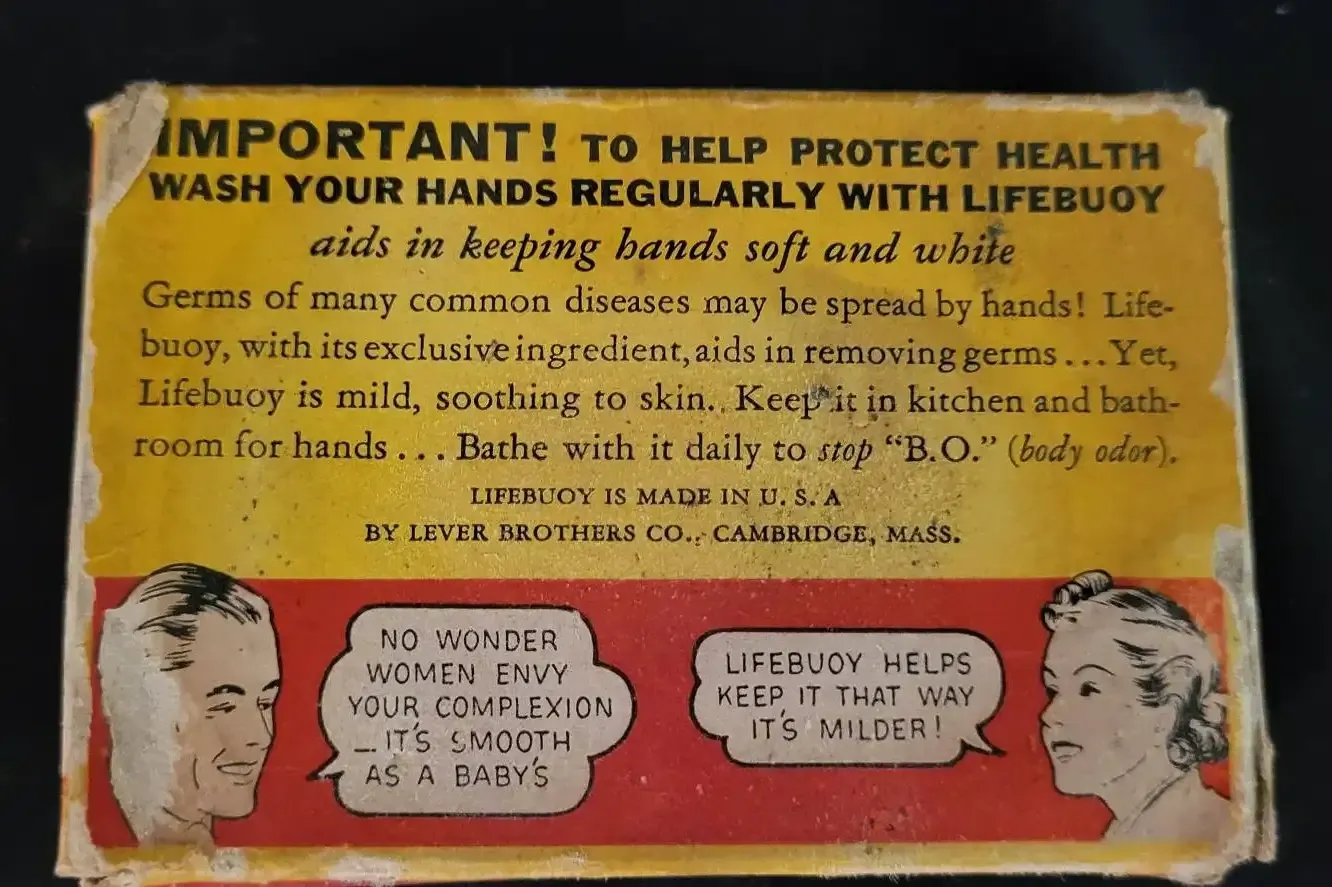 IMPORTANT! TO HELP PROTECT HEALTH
WASH YOUR HANDS REGULARLY WITH LIFEBUOY
aids in keeping hands soft and white
Germs of many common diseases may be spread by hands! Life-
buoy, with its exclusive ingredient, aids in removing germs...Yet,
Lifebuoy is mild, soothing to skin... Keep it in kitchen and bath-
room for hands... Bathe with it daily to stop “B.O.” (body odor).
LIFEBUOY IS MADE IN U. S. A
BY LEVER BROTHERS CO., CAMBRIDGE, MASS.
NO WONDER
WOMEN ENVY
YOUR COMPLEXION
... IT'S SMOOTH
AS A BABY'S
LIFEBUOY HELPS
KEEP IT THAT WAY
IT'S MILDER!